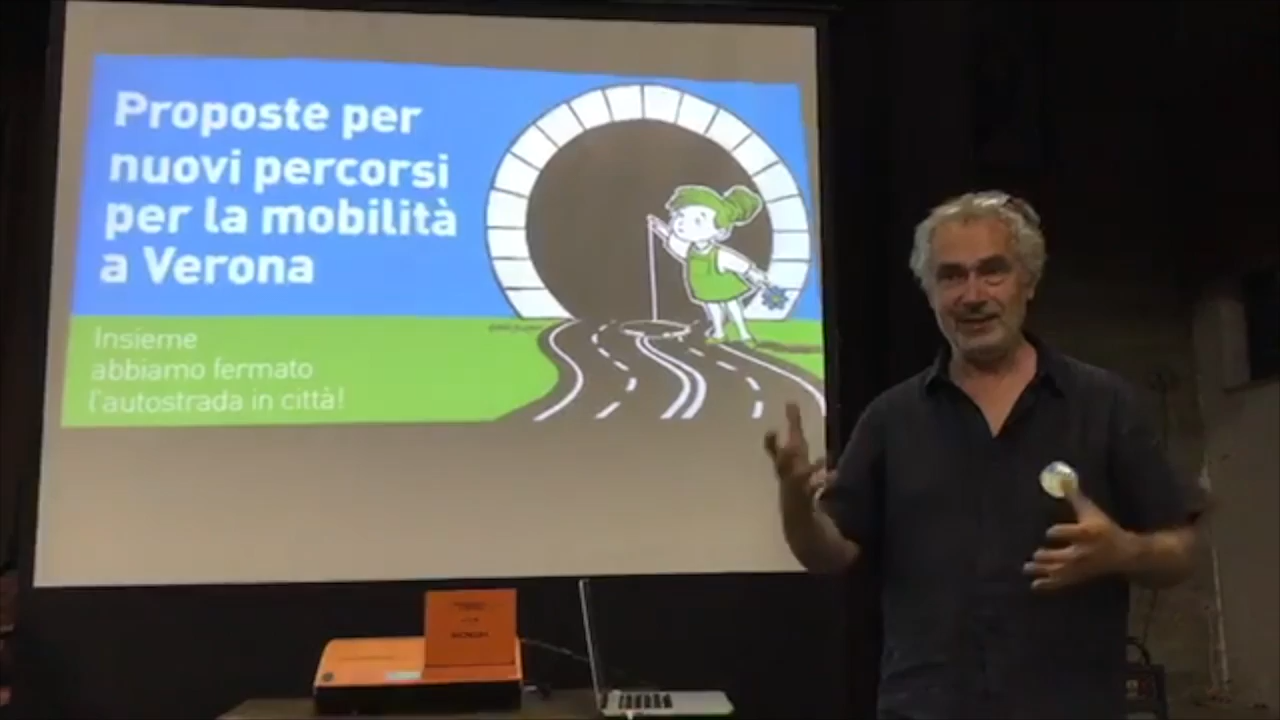 Proposte per
nuovi percorsi
per la mobilità
a Verona
Insieme
abbiamo fermato
l'autostrada in città!